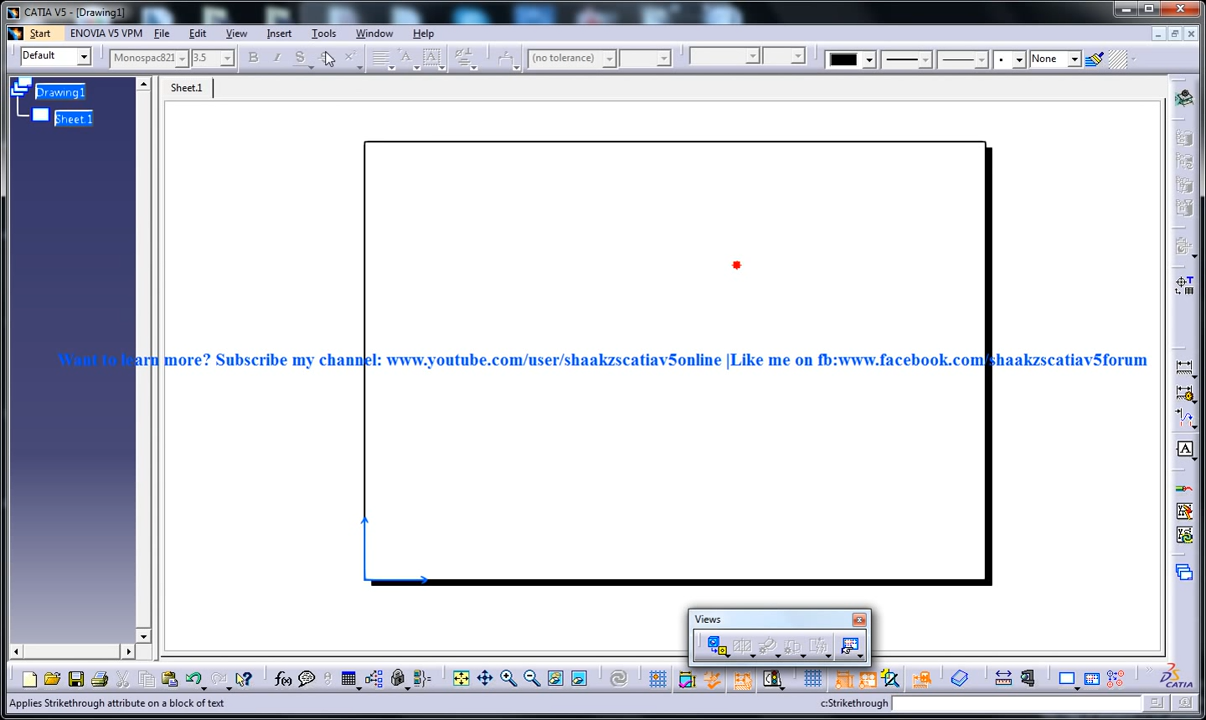 CATIA V5 - [Drawing1]
Start ENOVIA V5 VPM File Edit View Insert Tools Window Help
Default Monospac821 3.5 B I S S (no tolerance) None
Drawing1
Sheet.1
Sheet.1
Want to learn more? Subscribe my channel: www.youtube.com/user/shaakzscatiav5online |Like me on fb:www.facebook.com/shaakzscatiav5forum
Views
CATIA
Applies Strikethrough attribute on a block of text c:Strikethrough